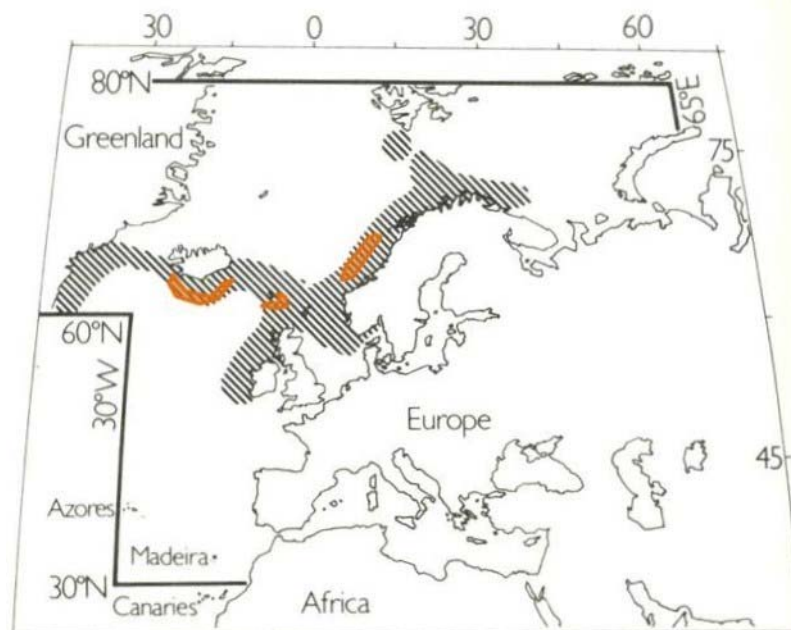 30 0 30 60
80°N
65°E
Greenland
75
60°N
30°W
Europe
45
Azores
Madeira
30°N
Canaries
Africa